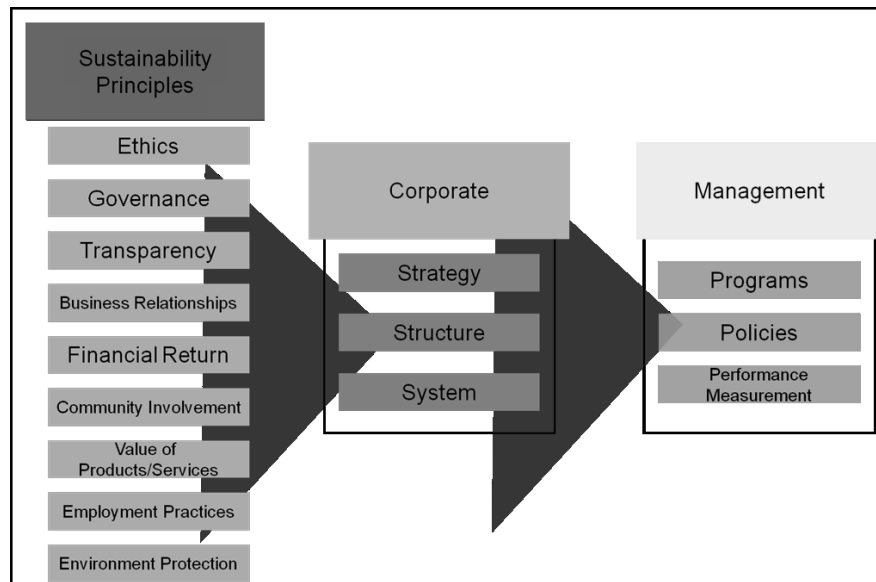 Sustainability
Principles
Ethics
Governance
Transparency
Business Relationships
Financial Return
Community Involvement
Value of
Products/Services
Employment Practices
Environment Protection
Corporate
Strategy
Structure
System
Management
Programs
Policies
Performance
Measurement